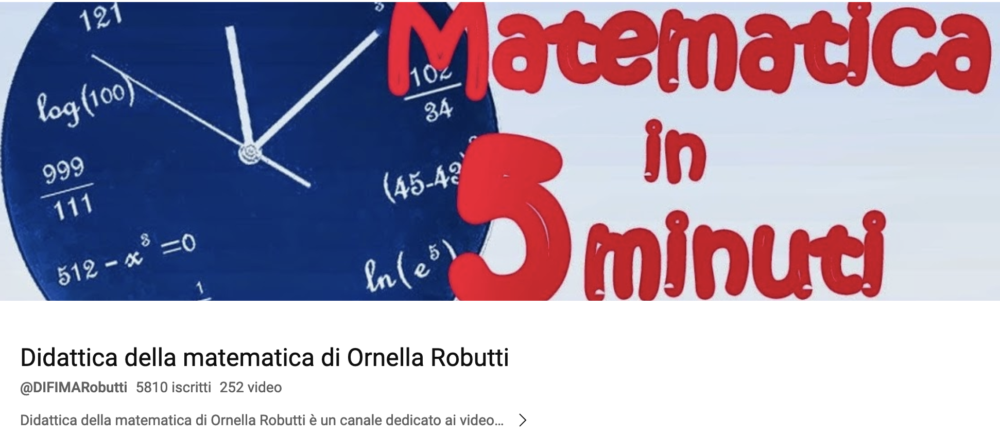 121
Matematica
log(100)
102
34
in
999
111
(45-43)
5 minuti
512 - x³ = 0
ln(e⁵)
1
Didattica della matematica di Ornella Robutti
@DIFIMARobutti 5810 iscritti 252 video
Didattica della matematica di Ornella Robutti è un canale dedicato ai video...